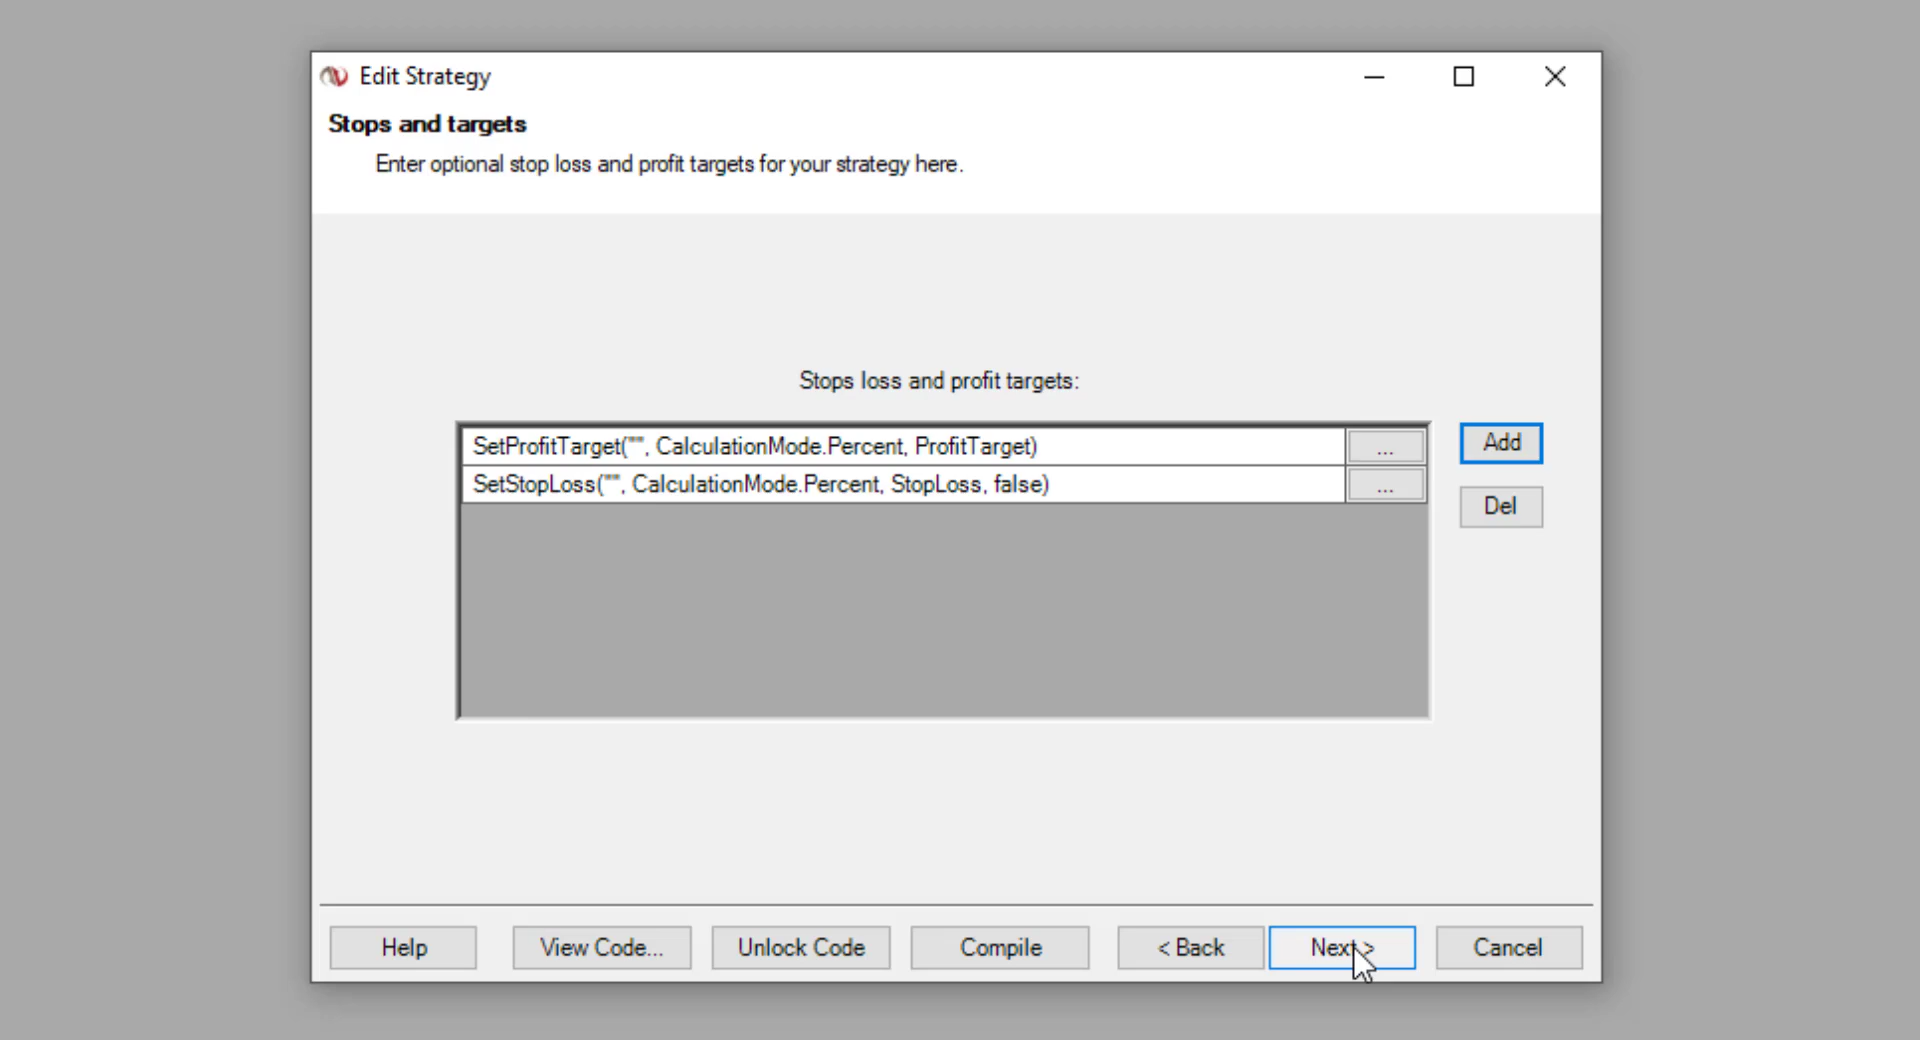 Edit Strategy
Stops and targets
Enter optional stop loss and profit targets for your strategy here.
Stops loss and profit targets:
SetProfitTarget("", CalculationMode.Percent, ProfitTarget)
...
Add
SetStopLoss("", CalculationMode.Percent, StopLoss, false)
...
Del
Help
View Code...
Unlock Code
Compile
< Back
Next >
Cancel